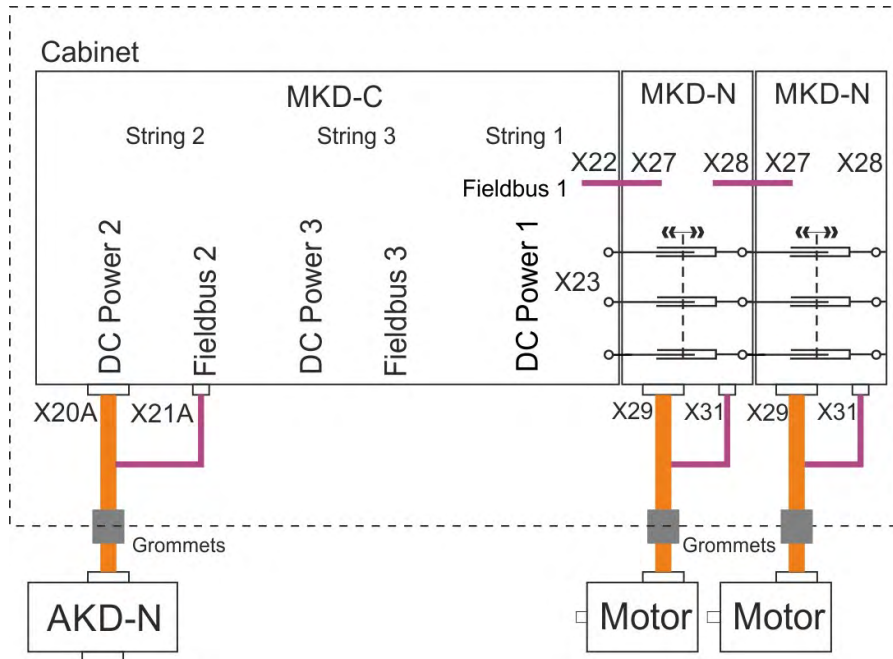 Cabinet
MKD-C
MKD-N
MKD-N
String 2
String 3
String 1
X22
X27
X28
X27
X28
Fieldbus 1
DC Power 2
Fieldbus 2
DC Power 3
Fieldbus 3
DC Power 1
X23
X20A
X21A
X29
X31
X29
X31
Grommets
Grommets
AKD-N
Motor
Motor